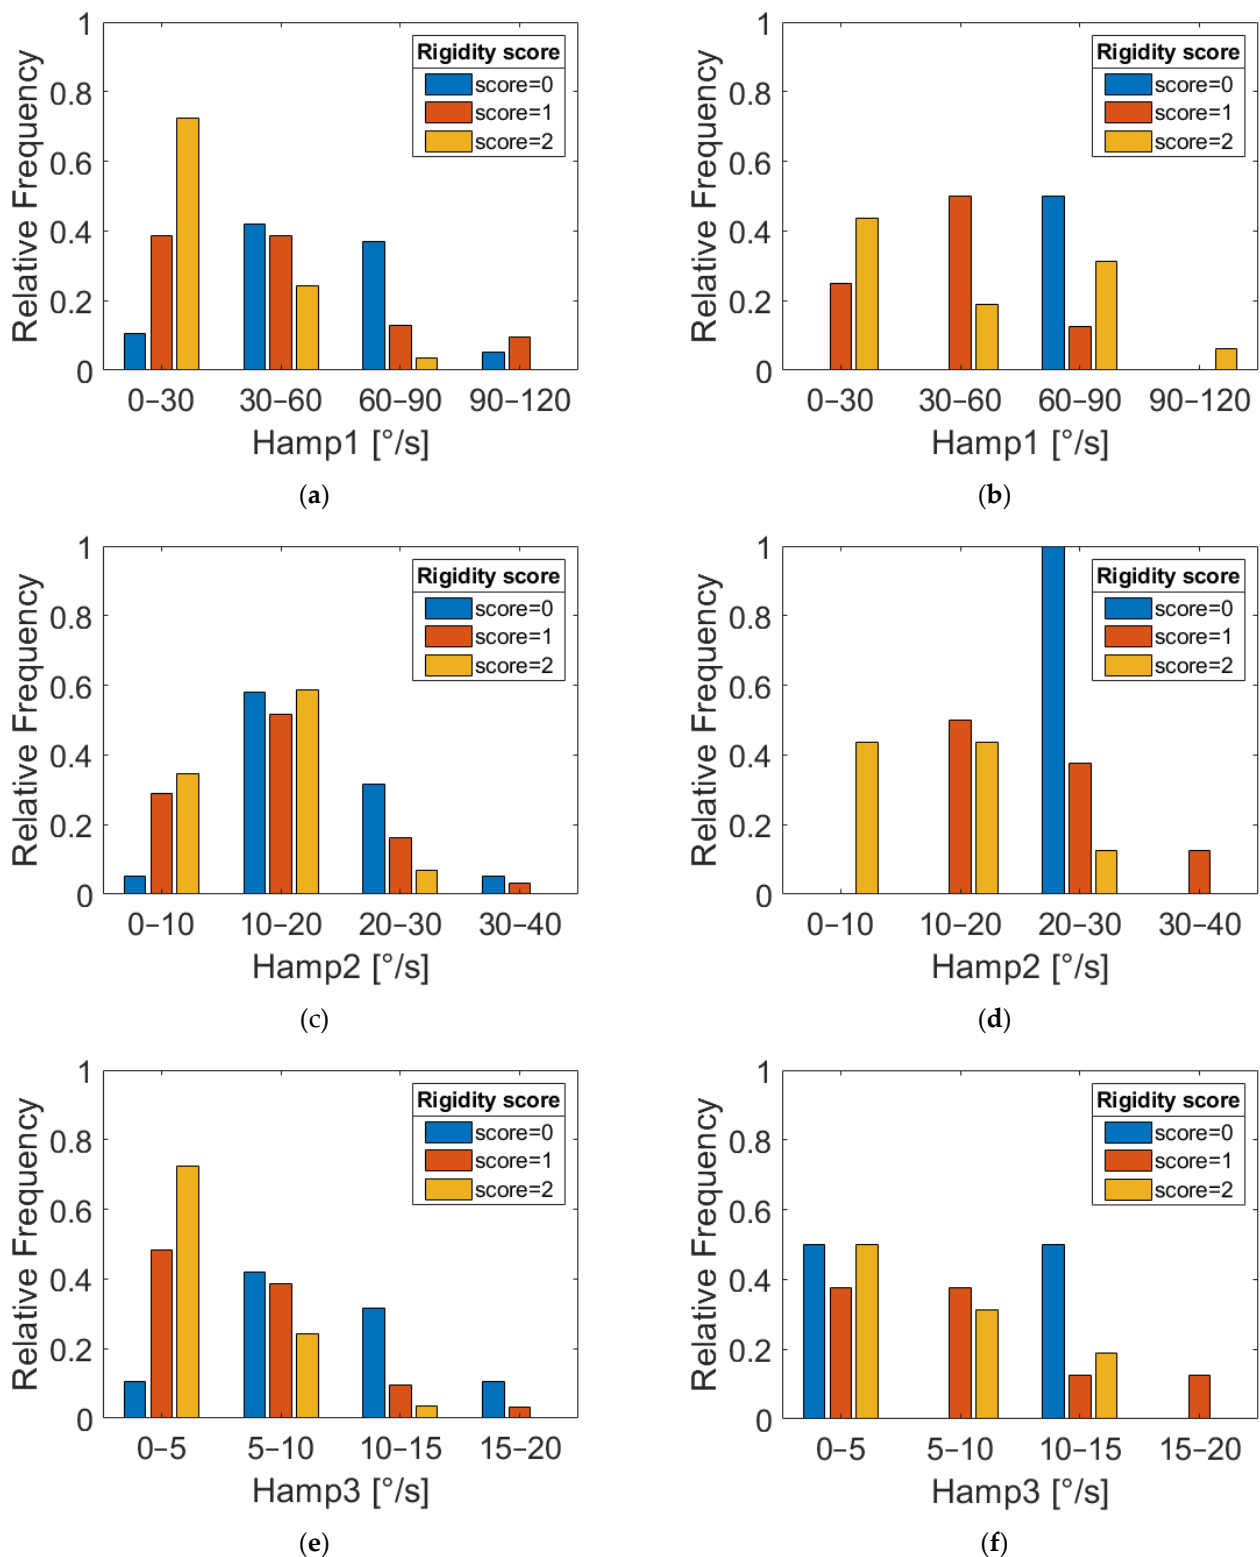 Relative Frequency
1
0.8
0.6
0.4
0.2
0
Rigidity score
score=0
score=1
score=2
0−30 30−60 60−90 90−120
Hamp1 [°/s]
(a)
Relative Frequency
1
0.8
0.6
0.4
0.2
0
Rigidity score
score=0
score=1
score=2
0−30 30−60 60−90 90−120
Hamp1 [°/s]
(b)
Relative Frequency
1
0.8
0.6
0.4
0.2
0
Rigidity score
score=0
score=1
score=2
0−10 10−20 20−30 30−40
Hamp2 [°/s]
(c)
Relative Frequency
1
0.8
0.6
0.4
0.2
0
Rigidity score
score=0
score=1
score=2
0−10 10−20 20−30 30−40
Hamp2 [°/s]
(d)
Relative Frequency
1
0.8
0.6
0.4
0.2
0
Rigidity score
score=0
score=1
score=2
0−5 5−10 10−15 15−20
Hamp3 [°/s]
(e)
Relative Frequency
1
0.8
0.6
0.4
0.2
0
Rigidity score
score=0
score=1
score=2
0−5 5−10 10−15 15−20
Hamp3 [°/s]
(f)